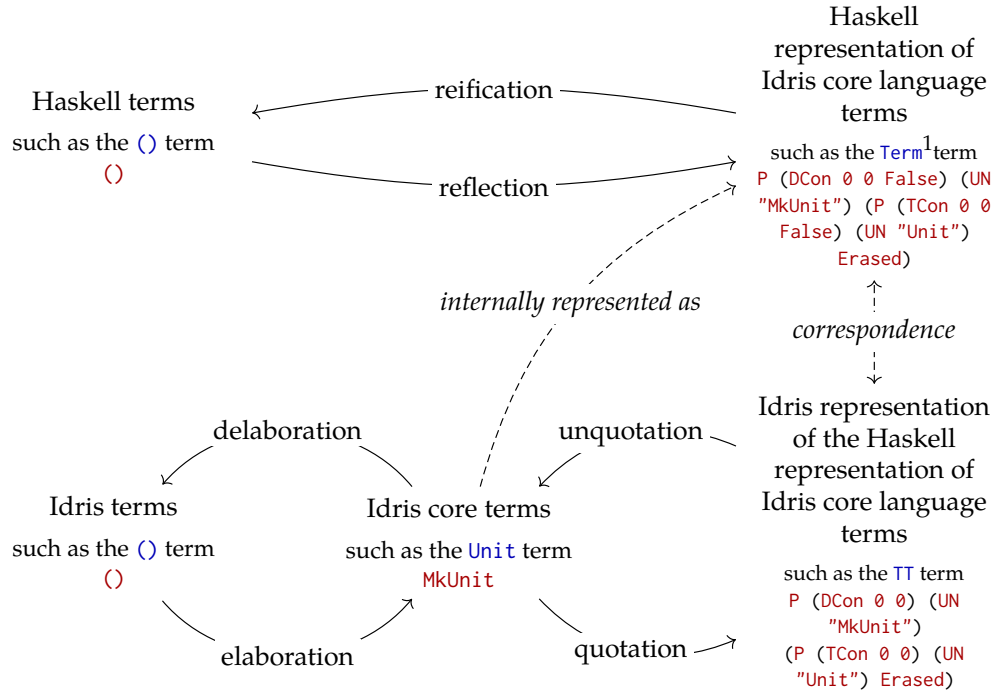 Haskell
representation of
Idris core language
terms
such as the Term1term
P (DCon 0 0 False) (UN
"MkUnit") (P (TCon 0 0
False) (UN "Unit")
Erased)
reification
Haskell terms
such as the () term
()
reflection
internally represented as
correspondence
Idris representation
of the Haskell
representation of
Idris core language
terms
such as the TT term
P (DCon 0 0) (UN
"MkUnit")
(P (TCon 0 0) (UN
"Unit") Erased)
delaboration
unquotation
Idris terms
such as the () term
()
Idris core terms
such as the Unit term
MkUnit
elaboration
quotation